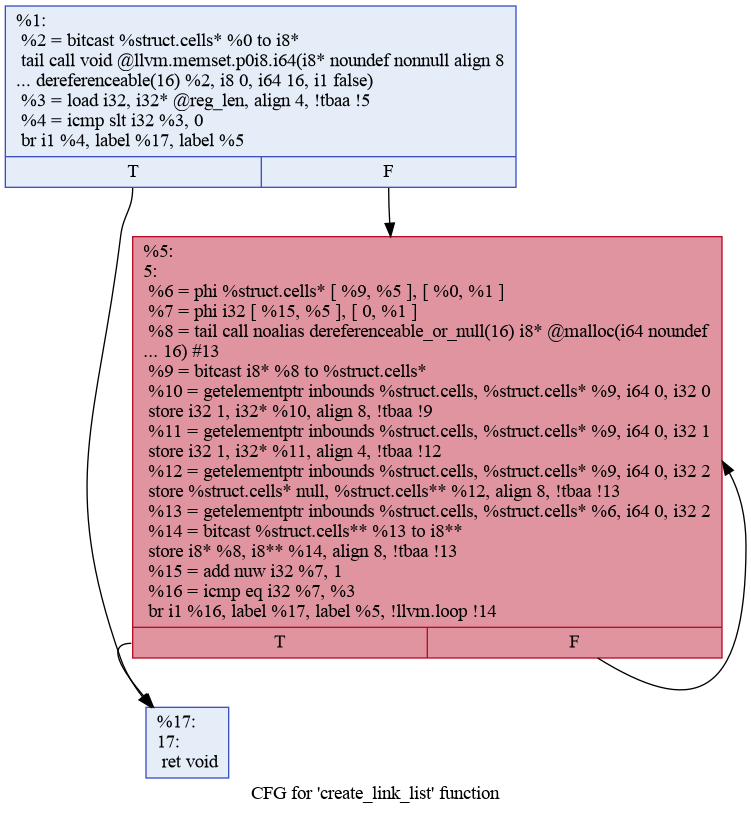 %1:
%2 = bitcast %struct.cells* %0 to i8*
tail call void @llvm.memset.p0i8.i64(i8* noundef nonnull align 8
... dereferenceable(16) %2, i8 0, i64 16, i1 false)
%3 = load i32, i32* @reg_len, align 4, !tbaa !5
%4 = icmp slt i32 %3, 0
br i1 %4, label %17, label %5
T
F
%5:
5:
%6 = phi %struct.cells* [ %9, %5 ], [ %0, %1 ]
%7 = phi i32 [ %15, %5 ], [ 0, %1 ]
%8 = tail call noalias dereferenceable_or_null(16) i8* @malloc(i64 noundef
... 16) #13
%9 = bitcast i8* %8 to %struct.cells*
%10 = getelementptr inbounds %struct.cells, %struct.cells* %9, i64 0, i32 0
store i32 1, i32* %10, align 8, !tbaa !9
%11 = getelementptr inbounds %struct.cells, %struct.cells* %9, i64 0, i32 1
store i32 1, i32* %11, align 4, !tbaa !12
%12 = getelementptr inbounds %struct.cells, %struct.cells* %9, i64 0, i32 2
store %struct.cells* null, %struct.cells** %12, align 8, !tbaa !13
%13 = getelementptr inbounds %struct.cells, %struct.cells* %6, i64 0, i32 2
%14 = bitcast %struct.cells** %13 to i8**
store i8* %8, i8** %14, align 8, !tbaa !13
%15 = add nuw i32 %7, 1
%16 = icmp eq i32 %7, %3
br i1 %16, label %17, label %5, !llvm.loop !14
T
F
%17:
17:
ret void
CFG for 'create_link_list' function